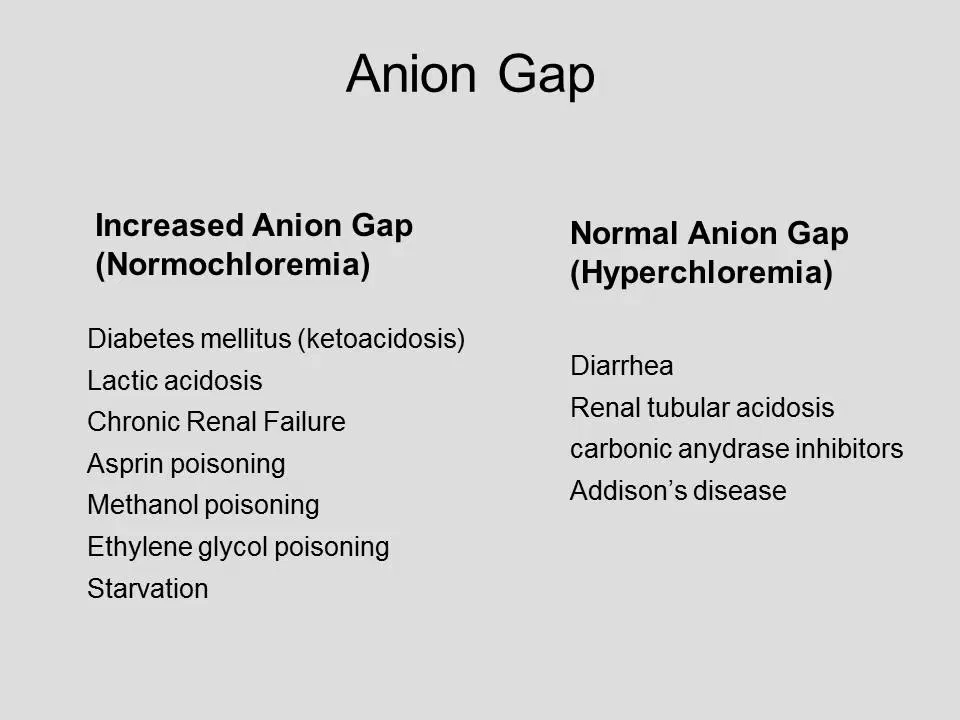 Anion Gap
Increased Anion Gap
(Normochloremia)
Diabetes mellitus (ketoacidosis)
Lactic acidosis
Chronic Renal Failure
Asprin poisoning
Methanol poisoning
Ethylene glycol poisoning
Starvation
Normal Anion Gap
(Hyperchloremia)
Diarrhea
Renal tubular acidosis
carbonic anydrase inhibitors
Addison’s disease